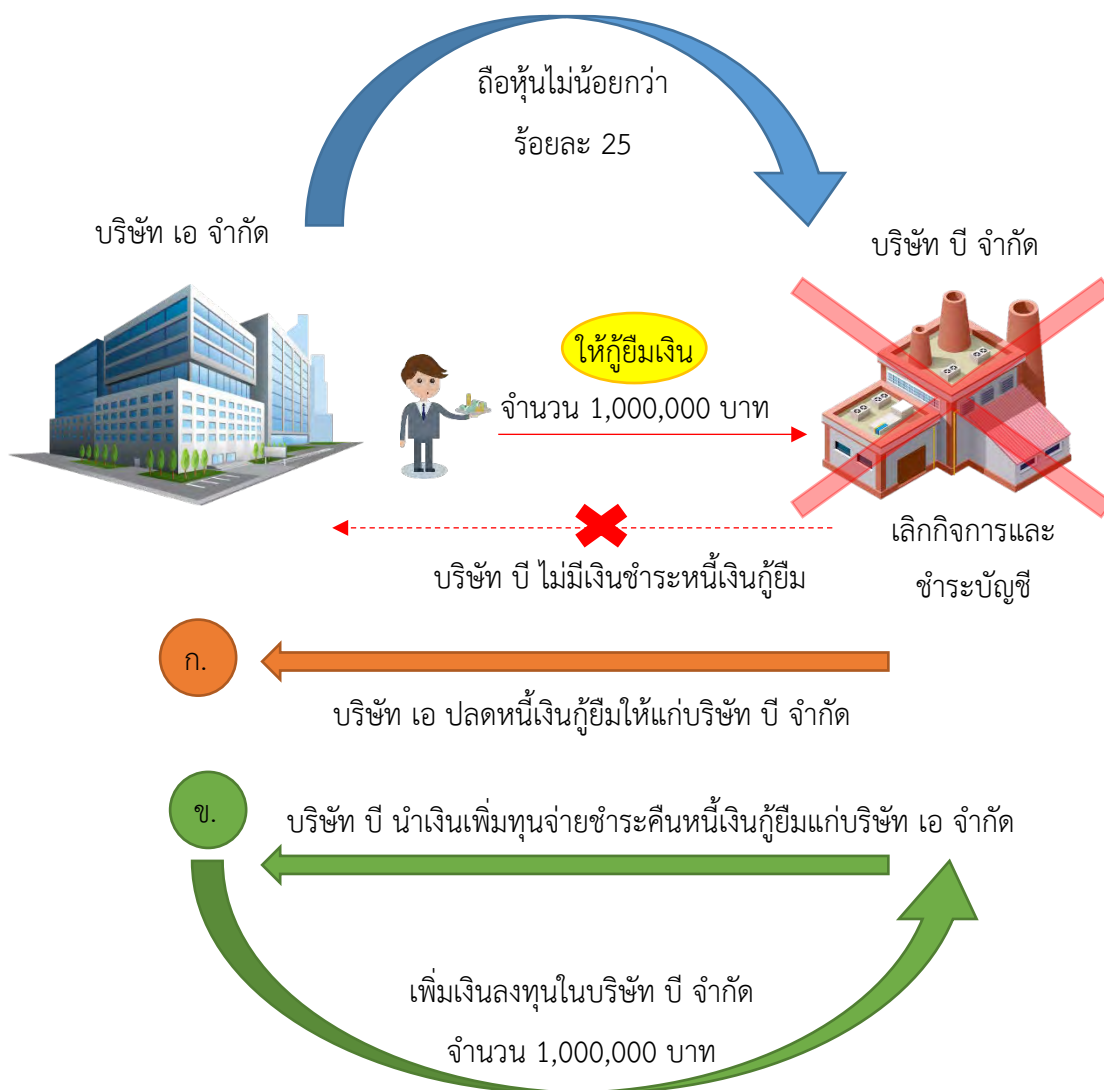 ถือหุ้นไม่น้อยกว่า
ร้อยละ 25
บริษัท เอ จำกัด
บริษัท บี จำกัด
ให้กู้ยืมเงิน
จำนวน 1,000,000 บาท
เลิกกิจการและ
ชำระบัญชี
บริษัท บี ไม่มีเงินชำระหนี้เงินกู้ยืม
ก.
บริษัท เอ ปลดหนี้เงินกู้ยืมให้แก่บริษัท บี จำกัด
ข.
บริษัท บี นำเงินเพิ่มทุนจ่ายชำระคืนหนี้เงินกู้ยืมแก่บริษัท เอ จำกัด
เพิ่มเงินลงทุนในบริษัท บี จำกัด
จำนวน 1,000,000 บาท